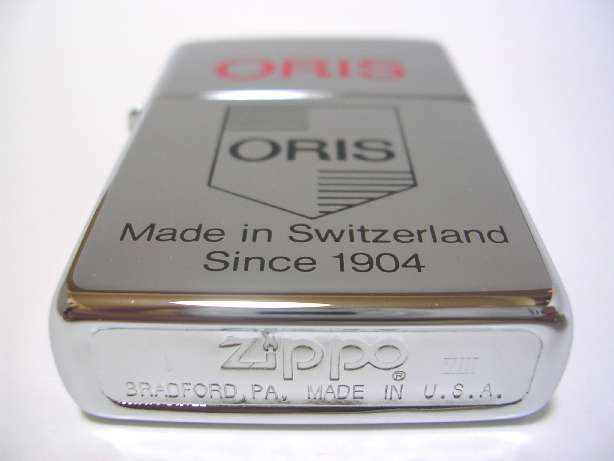 ORIS
ORIS
Made in Switzerland
Since 1904
Zippo®
BRADFORD, PA. MADE IN U.S.A.